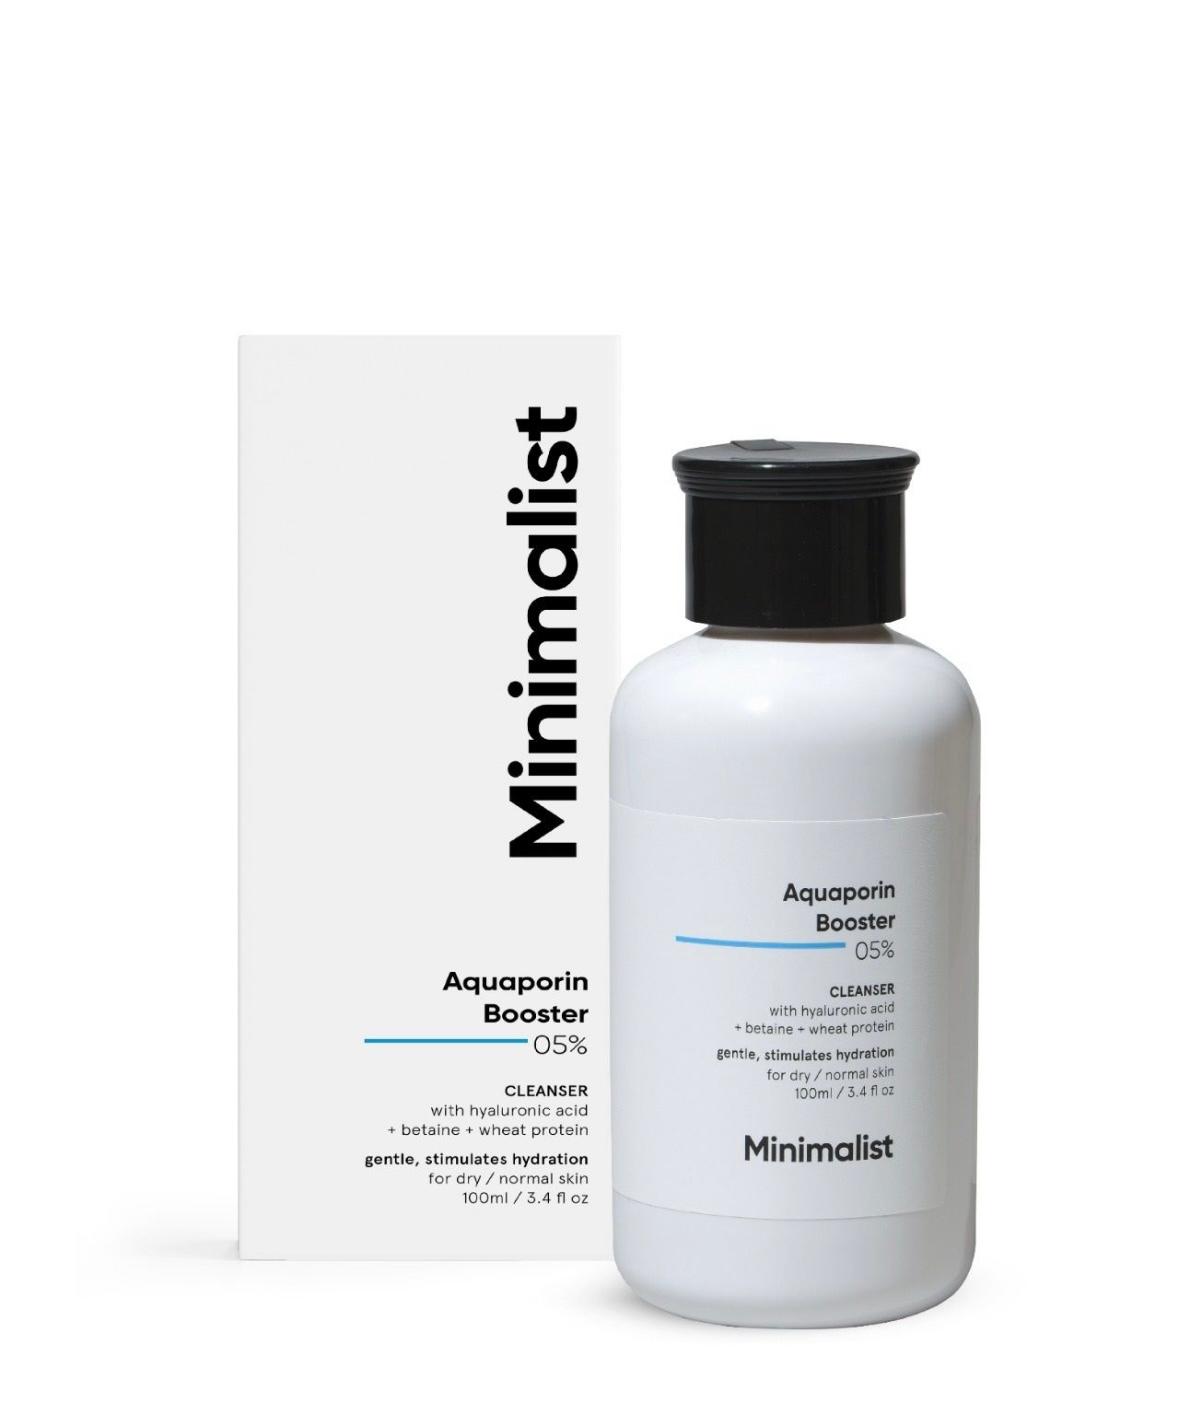 Minimalist
Aquaporin
Booster
05%
CLEANSER
with hyaluronic acid
+ betaine + wheat protein
gentle, stimulates hydration
for dry / normal skin
100ml / 3.4 fl oz
Aquaporin
Booster
05%
CLEANSER
with hyaluronic acid
+ betaine + wheat protein
gentle, stimulates hydration
for dry / normal skin
100ml / 3.4 fl oz
Minimalist